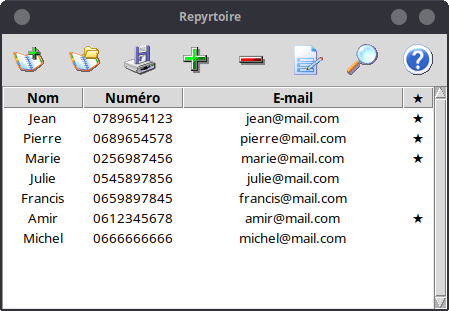 Repyrtoire
Nom Numéro E-mail ★
Jean 0789654123 jean@mail.com ★
Pierre 0689654578 pierre@mail.com ★
Marie 0256987456 marie@mail.com ★
Julie 0545897856 julie@mail.com
Francis 0659897845 francis@mail.com
Amir 0612345678 amir@mail.com ★
Michel 0666666666 michel@mail.com